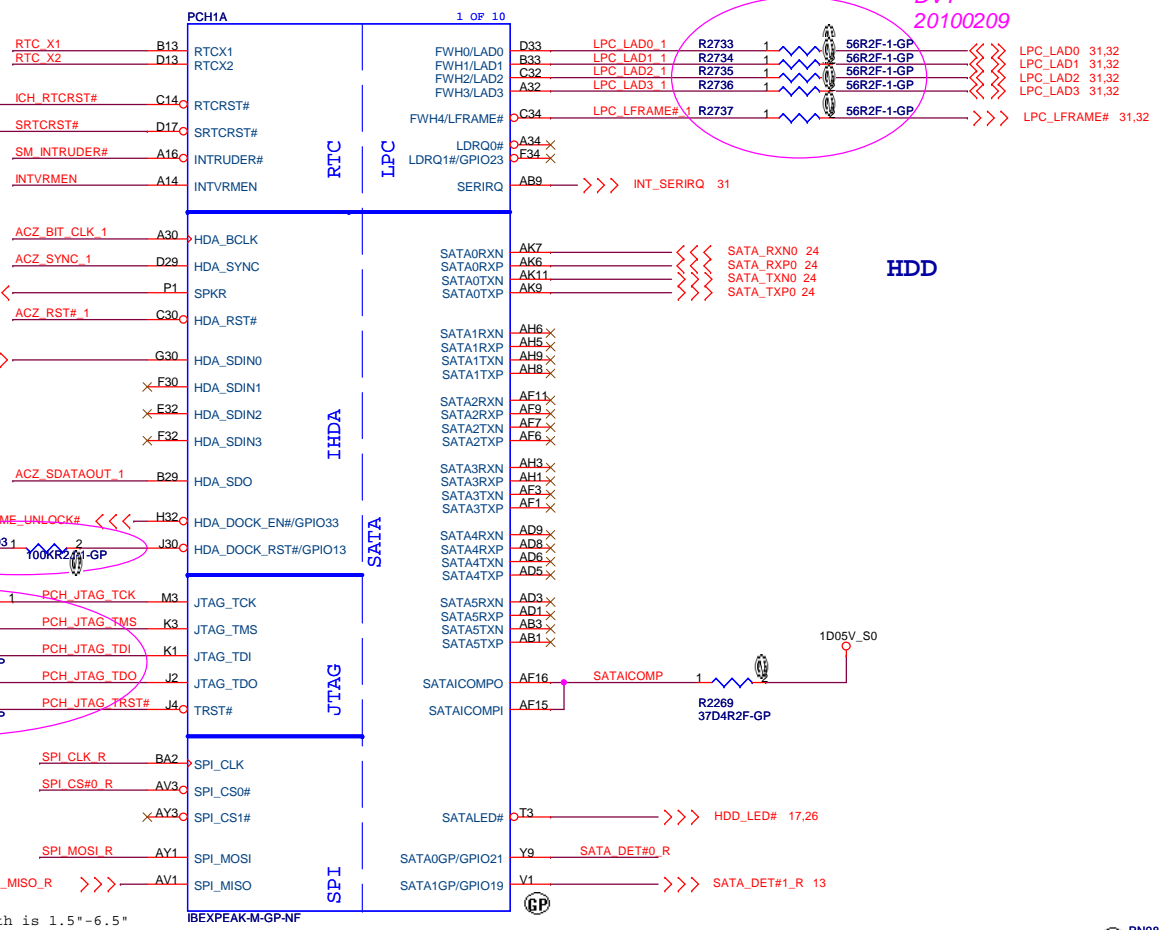 DV1
20100209
PCH1A
1 OF 10
RTC_X1 B13 RTCX1
RTC_X2 D13 RTCX2
ICH_RTCRST# C14 RTCRST#
SRTCRST# D17 SRTCRST#
SM_INTRUDER# A16 INTRUDER#
INTVRMEN A14 INTVRMEN
RTC
LPC
FWH0/LAD0 D33 LPC_LAD0_1 R2733 1 56R2F-1-GP LPC_LAD0 31,32
FWH1/LAD1 B33 LPC_LAD1_1 R2734 1 56R2F-1-GP LPC_LAD1 31,32
FWH2/LAD2 C32 LPC_LAD2_1 R2735 1 56R2F-1-GP LPC_LAD2 31,32
FWH3/LAD3 A32 LPC_LAD3_1 R2736 1 56R2F-1-GP LPC_LAD3 31,32
FWH4/LFRAME# C34 LPC_LFRAME#_1 R2737 1 56R2F-1-GP LPC_LFRAME# 31,32
LDRQ0# A34
LDRQ1#/GPIO23 F34
SERIRQ AB9 INT_SERIRQ 31
ACZ_BIT_CLK_1 A30 HDA_BCLK
ACZ_SYNC_1 D29 HDA_SYNC
P1 SPKR
ACZ_RST#_1 C30 HDA_RST#
G30 HDA_SDIN0
F30 HDA_SDIN1
E32 HDA_SDIN2
F32 HDA_SDIN3
ACZ_SDATAOUT_1 B29 HDA_SDO
ME_UNLOCK# H32 HDA_DOCK_EN#/GPIO33
1 2 J30 HDA_DOCK_RST#/GPIO13
IHDA
SATA
SATA0RXN AK7 SATA_RXN0 24
SATA0RXP AK6 SATA_RXP0 24
SATA0TXN AK11 SATA_TXN0 24
SATA0TXP AK9 SATA_TXP0 24
HDD
SATA1RXN AH6
SATA1RXP AH5
SATA1TXN AH9
SATA1TXP AH8
SATA2RXN AF11
SATA2RXP AF9
SATA2TXN AF7
SATA2TXP AF6
SATA3RXN AH3
SATA3RXP AH1
SATA3TXN AF3
SATA3TXP AF1
SATA4RXN AD9
SATA4RXP AD8
SATA4TXN AD6
SATA4TXP AD5
SATA5RXN AD3
SATA5RXP AD1
SATA5TXN AB3
SATA5TXP AB1
1 PCH_JTAG_TCK M3 JTAG_TCK
PCH_JTAG_TMS K3 JTAG_TMS
PCH_JTAG_TDI K1 JTAG_TDI
PCH_JTAG_TDO J2 JTAG_TDO
PCH_JTAG_TRST# J4 TRST#
JTAG
1D05V_S0
SATAICOMPO AF16 SATAICOMP 1 2
SATAICOMPI AF15
R2269
37D4R2F-GP
SPI_CLK_R BA2 SPI_CLK
SPI_CS#0_R AV3 SPI_CS0#
AY3 SPI_CS1#
SPI_MOSI_R AY1 SPI_MOSI
_MISO_R AV1 SPI_MISO
SPI
SATALED# T3 HDD_LED# 17,26
SATA0GP/GPIO21 Y9 SATA_DET#0_R
SATA1GP/GPIO19 V1 SATA_DET#1_R 13
GP
IBEXPEAK-M-GP-NF
th is 1.5"-6.5"